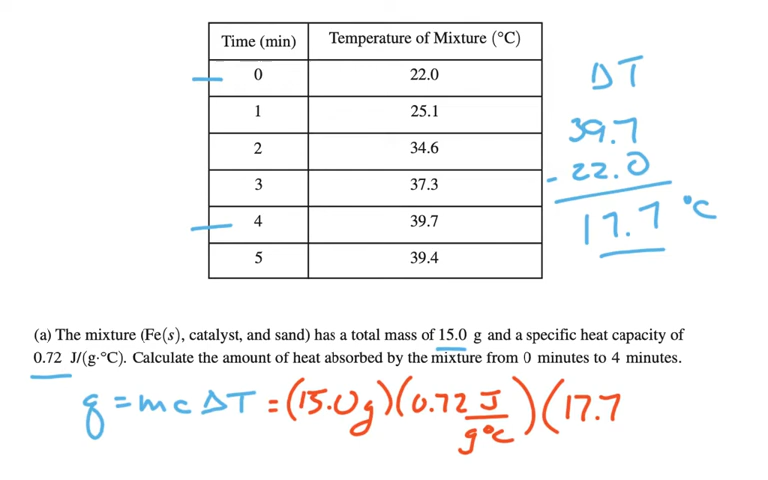 Time (min) Temperature of Mixture (°C)
0 22.0
1 25.1
2 34.6
3 37.3
4 39.7
5 39.4
ΔT
39.7
- 22.0
17.7 °C
(a) The mixture (Fe(s), catalyst, and sand) has a total mass of 15.0 g and a specific heat capacity of
0.72 J/(g·°C). Calculate the amount of heat absorbed by the mixture from 0 minutes to 4 minutes.
q = mcΔT = (15.0g)(0.72 J/g°C)(17.7